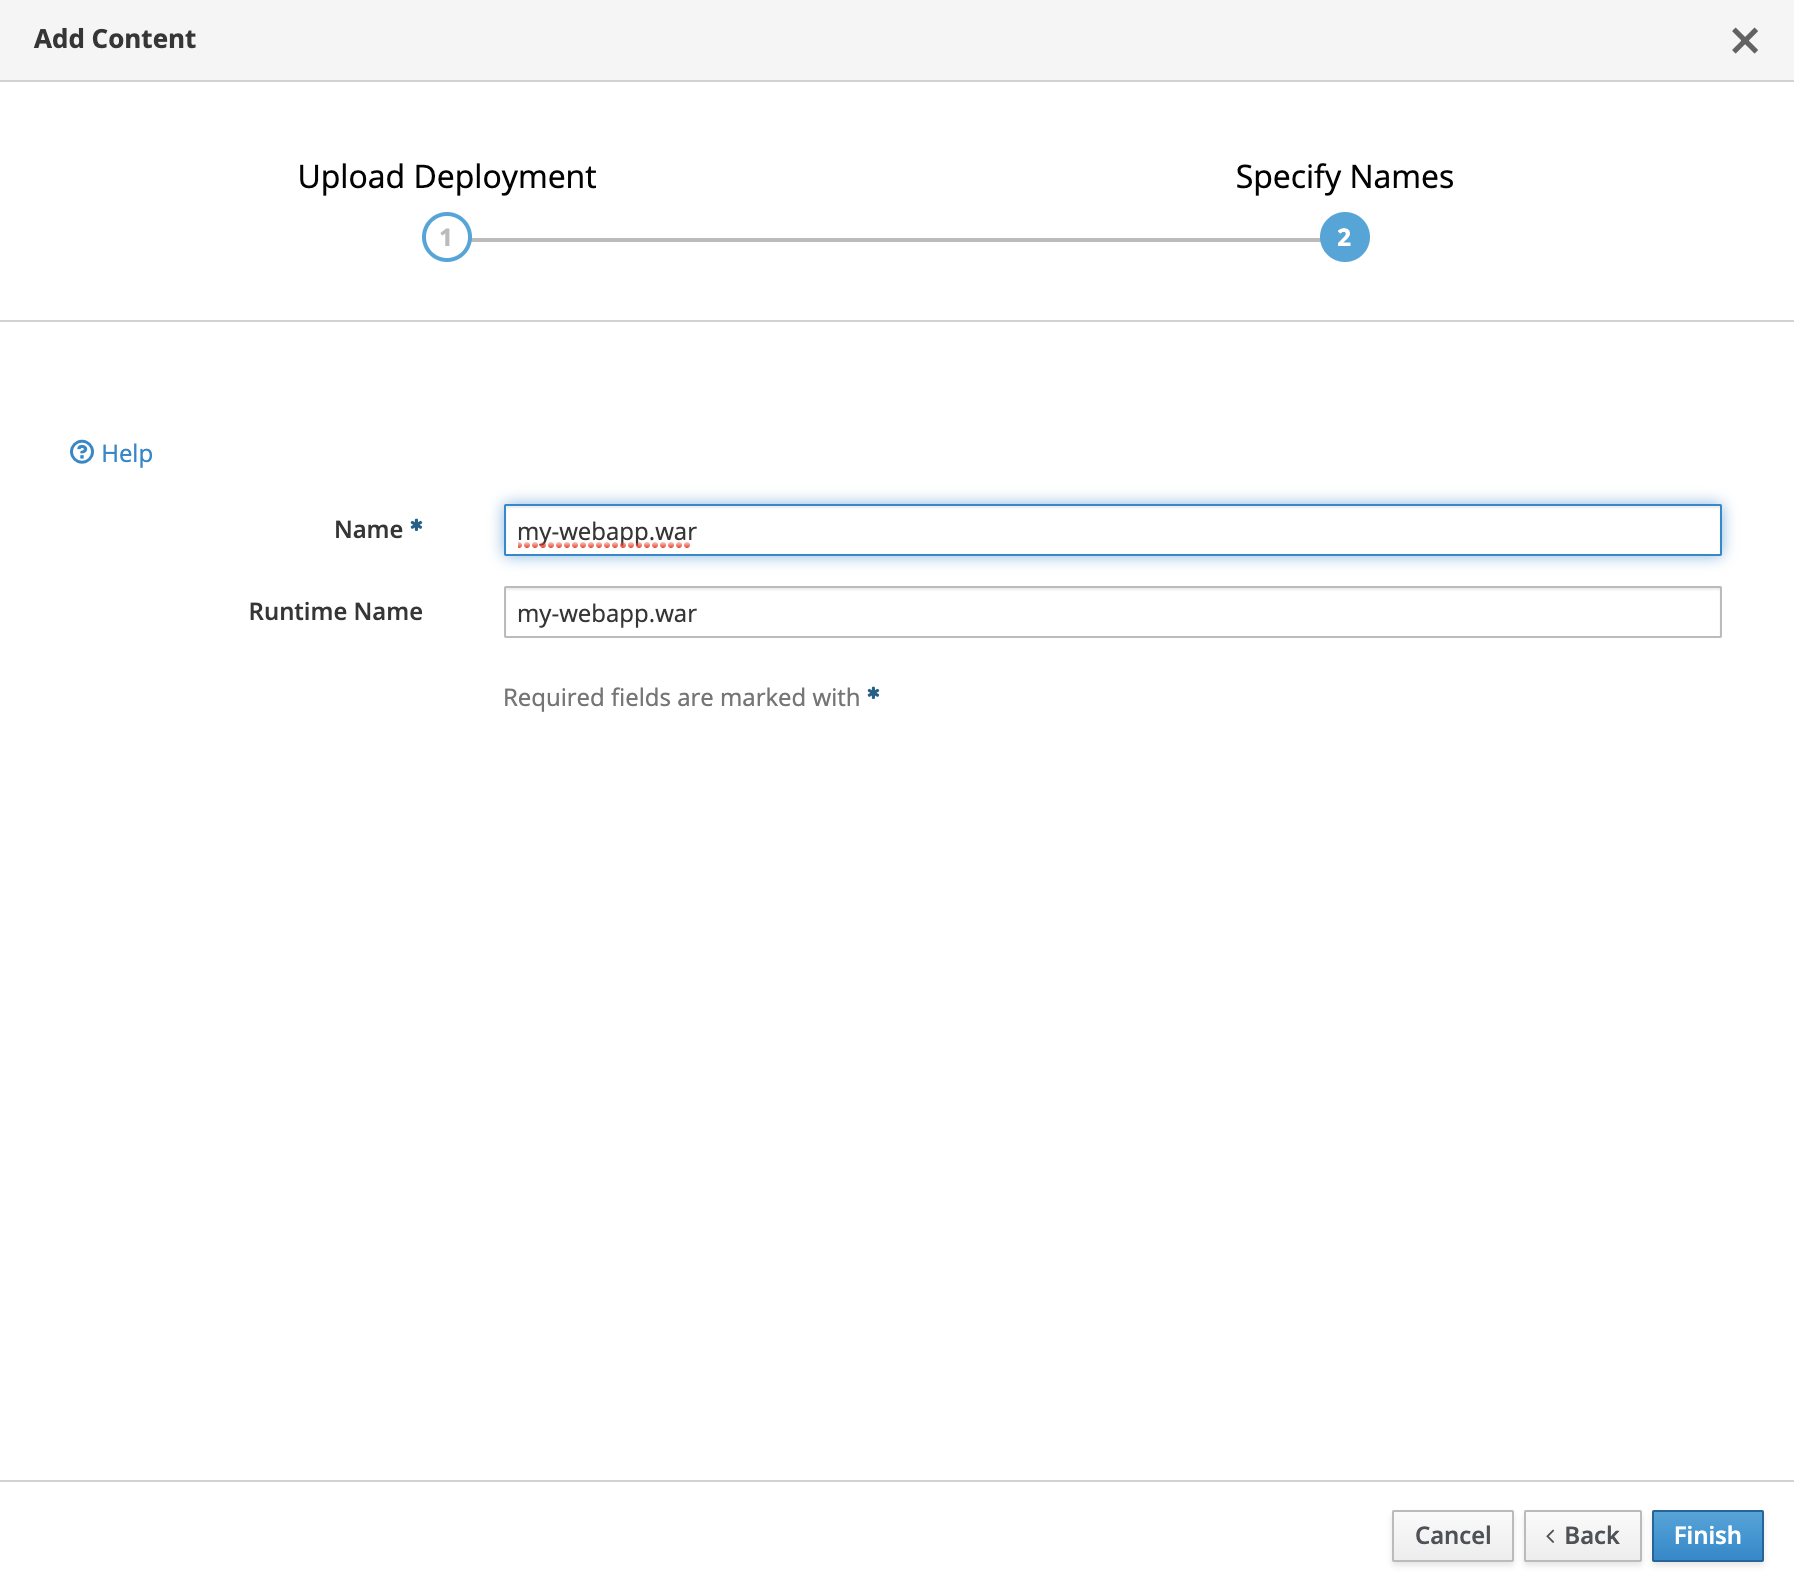 Add Content
Upload Deployment
Specify Names
1
2
Help
Name *
my-webapp.war
Runtime Name
my-webapp.war
Required fields are marked with *
Cancel
< Back
Finish